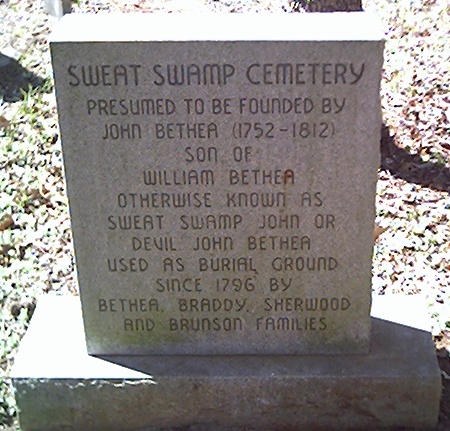 SWEAT SWAMP CEMETERY
PRESUMED TO BE FOUNDED BY
JOHN BETHEA (1752-1812)
SON OF
WILLIAM BETHEA
OTHERWISE KNOWN AS
SWEAT SWAMP JOHN OR
DEVIL JOHN BETHEA
USED AS BURIAL GROUND
SINCE 1796 BY
BETHEA, BRADDY, SHERWOOD
AND BRUNSON FAMILIES